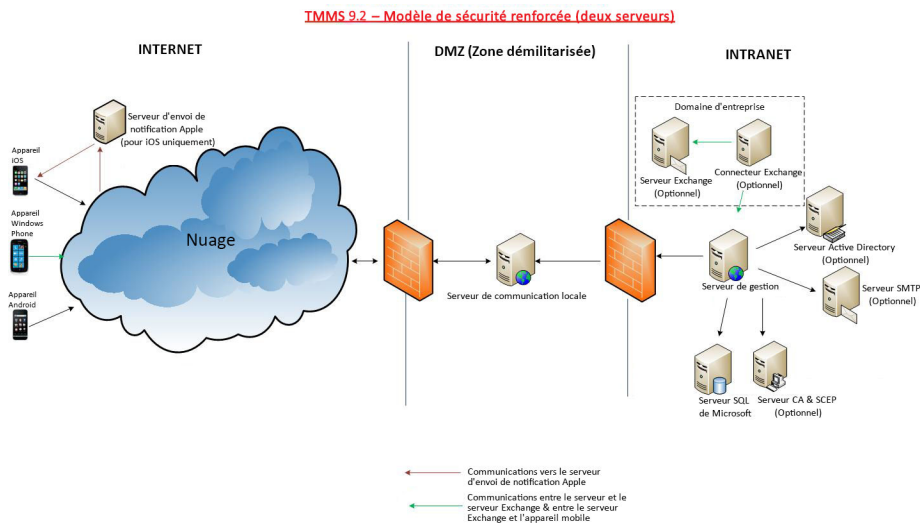 TMMS 9.2 – Modèle de sécurité renforcée (deux serveurs)
INTERNET
DMZ (Zone démilitarisée)
INTRANET
Serveur d'envoi de
notification Apple
(pour iOS uniquement)
Appareil
iOS
Appareil
Windows
Phone
Appareil
Android
Nuage
Serveur de communication locale
Domaine d'entreprise
Serveur Exchange
(Optionnel)
Connecteur Exchange
(Optionnel)
Serveur de gestion
Serveur Active Directory
(Optionnel)
Serveur SMTP
(Optionnel)
Serveur SQL
de Microsoft
Serveur CA & SCEP
(Optionnel)
Communications vers le serveur
d'envoi de notification Apple
Communications entre le serveur et le
serveur Exchange & entre le serveur
Exchange et l'appareil mobile